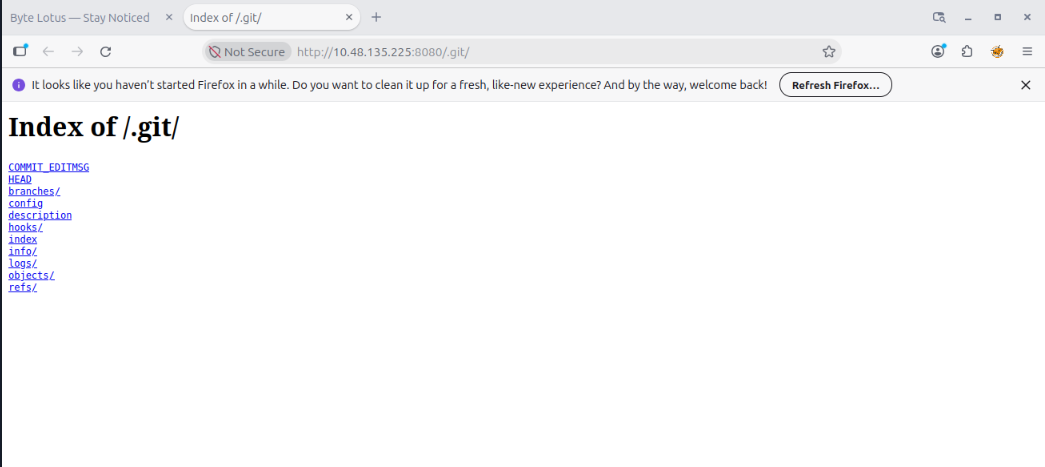 Byte Lotus — Stay Noticed
Index of /.git/
Not Secure http://10.48.135.225:8080/.git/
It looks like you haven't started Firefox in a while. Do you want to clean it up for a fresh, like-new experience? And by the way, welcome back! Refresh Firefox...
Index of /.git/
COMMIT_EDITMSG
HEAD
branches/
config
description
hooks/
index
info/
logs/
objects/
refs/